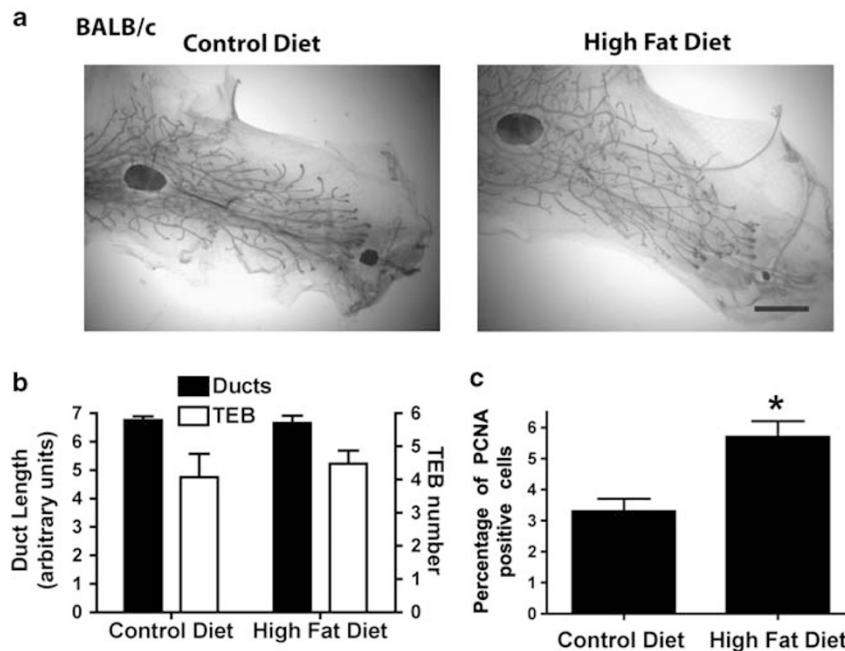 a
BALB/c
Control Diet
High Fat Diet
b
Ducts
TEB
Duct Length
(arbitrary units)
7
6
5
4
3
2
1
0
TEB number
6
5
4
3
2
1
0
Control Diet
High Fat Diet
c
*
Percentage of PCNA
positive cells
6
5
4
3
2
1
0
Control Diet
High Fat Diet